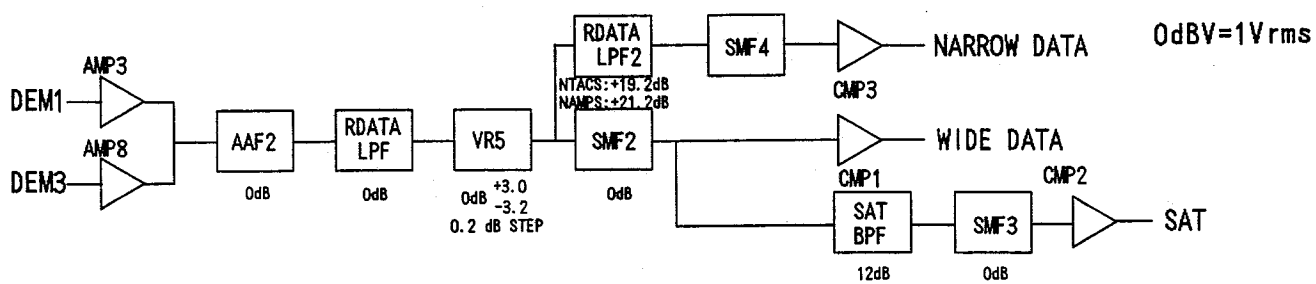 0dBV=1Vrms
RDATA
LPF2
SMF4
NARROW DATA
AMP3
NTACS:+19.2dB
NAMPS:+21.2dB
CMP3
DEM1
AMP8
AAF2
RDATA
LPF
VR5
SMF2
WIDE DATA
DEM3
0dB
0dB
0dB +3.0
-3.2
0.2 dB STEP
0dB
CMP1
CMP2
SAT
BPF
SMF3
SAT
12dB
0dB